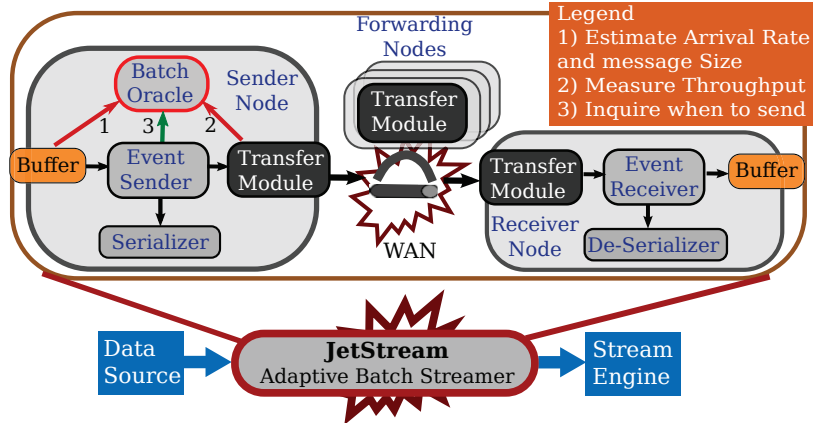 Legend
1) Estimate Arrival Rate
and message Size
2) Measure Throughput
3) Inquire when to send
Forwarding
Nodes
Transfer
Module
Batch
Oracle
Sender
Node
1
3
2
Buffer
Event
Sender
Transfer
Module
Serializer
WAN
Transfer
Module
Event
Receiver
Buffer
Receiver
Node
De-Serializer
Data
Source
JetStream
Adaptive Batch Streamer
Stream
Engine